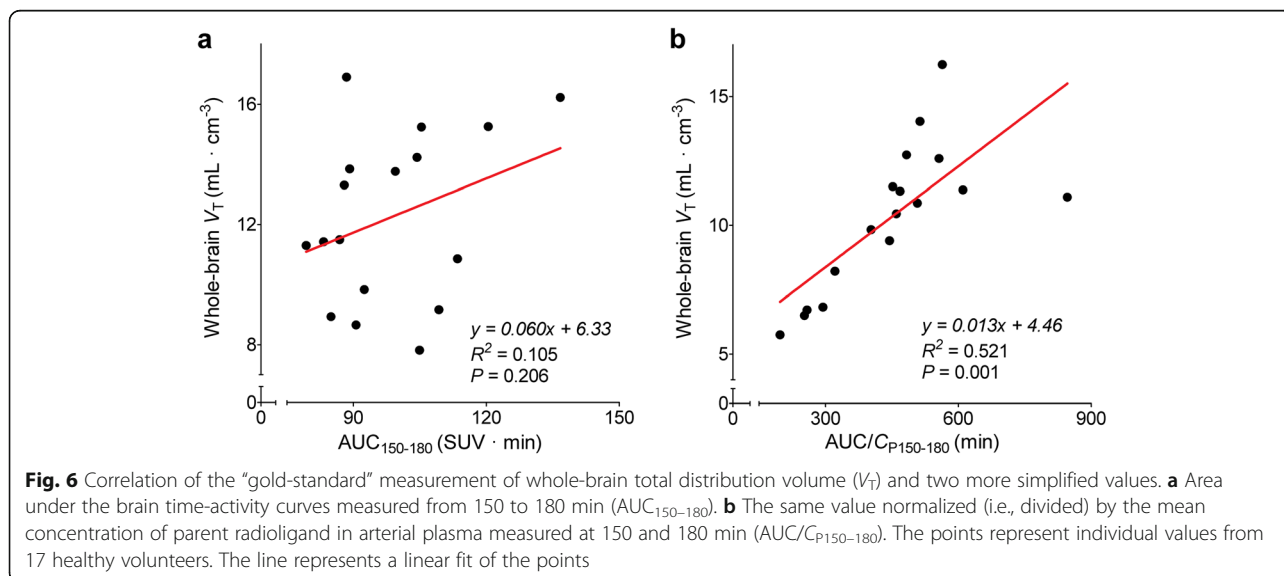 a
Whole-brain V_T (mL · cm⁻³)
16
12
8
0
0
90
120
150
y = 0.060x + 6.33
R² = 0.105
P = 0.206
AUC₁₅₀₋₁₈₀ (SUV · min)
b
Whole-brain V_T (mL · cm⁻³)
15
10
5
0
0
300
600
900
y = 0.013x + 4.46
R² = 0.521
P = 0.001
AUC/C_P150-180 (min)
Fig. 6 Correlation of the “gold-standard” measurement of whole-brain total distribution volume (V_T) and two more simplified values. a Area
under the brain time-activity curves measured from 150 to 180 min (AUC₁₅₀₋₁₈₀). b The same value normalized (i.e., divided) by the mean
concentration of parent radioligand in arterial plasma measured at 150 and 180 min (AUC/C_P150–180). The points represent individual values from
17 healthy volunteers. The line represents a linear fit of the points